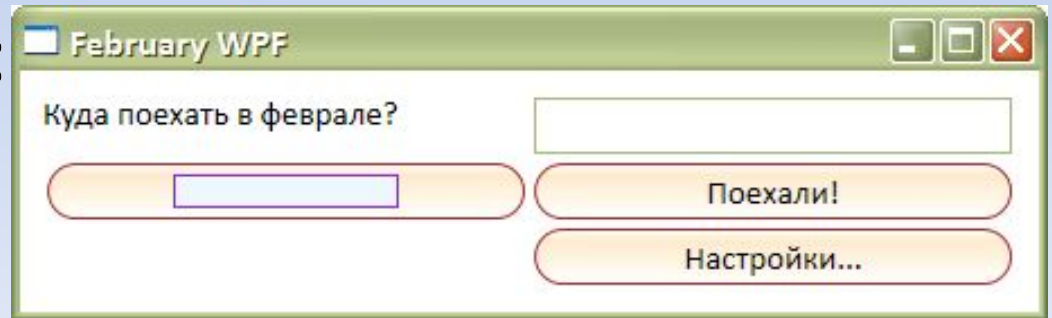 February WPF
Куда поехать в феврале?
Поехали!
Настройки...